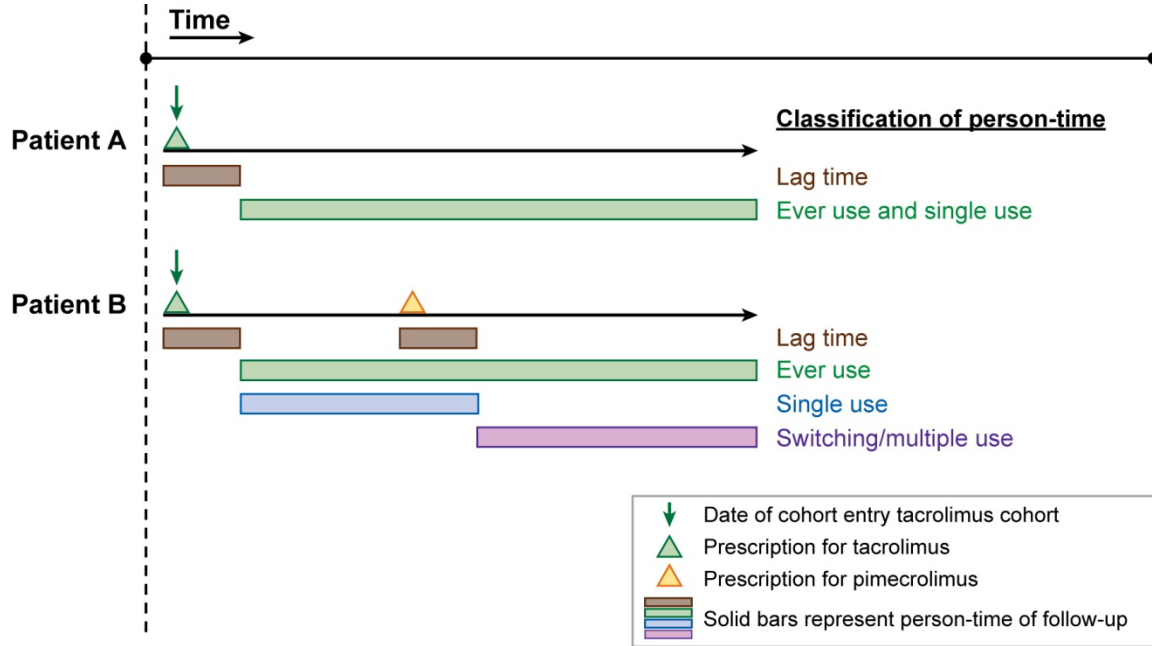 Time
Classification of person-time
Patient A
Lag time
Ever use and single use
Patient B
Lag time
Ever use
Single use
Switching/multiple use
Date of cohort entry tacrolimus cohort
Prescription for tacrolimus
Prescription for pimecrolimus
Solid bars represent person-time of follow-up